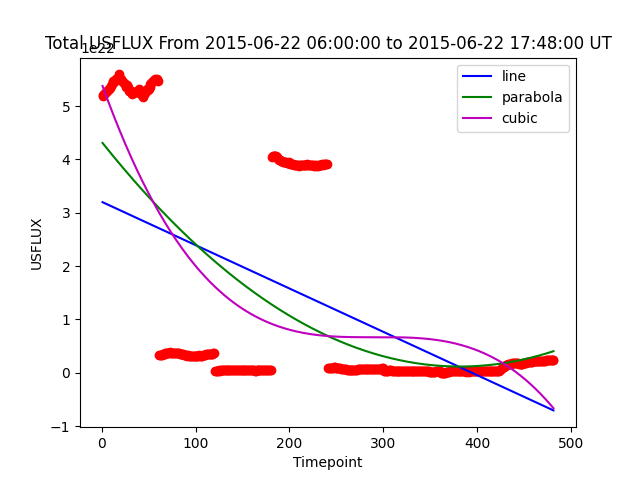 Total USFLUX From 2015-06-22 06:00:00 to 2015-06-22 17:48:00 UT
1e22
line
parabola
cubic
5
4
3
2
1
0
−1
USFLUX
0 100 200 300 400 500
Timepoint